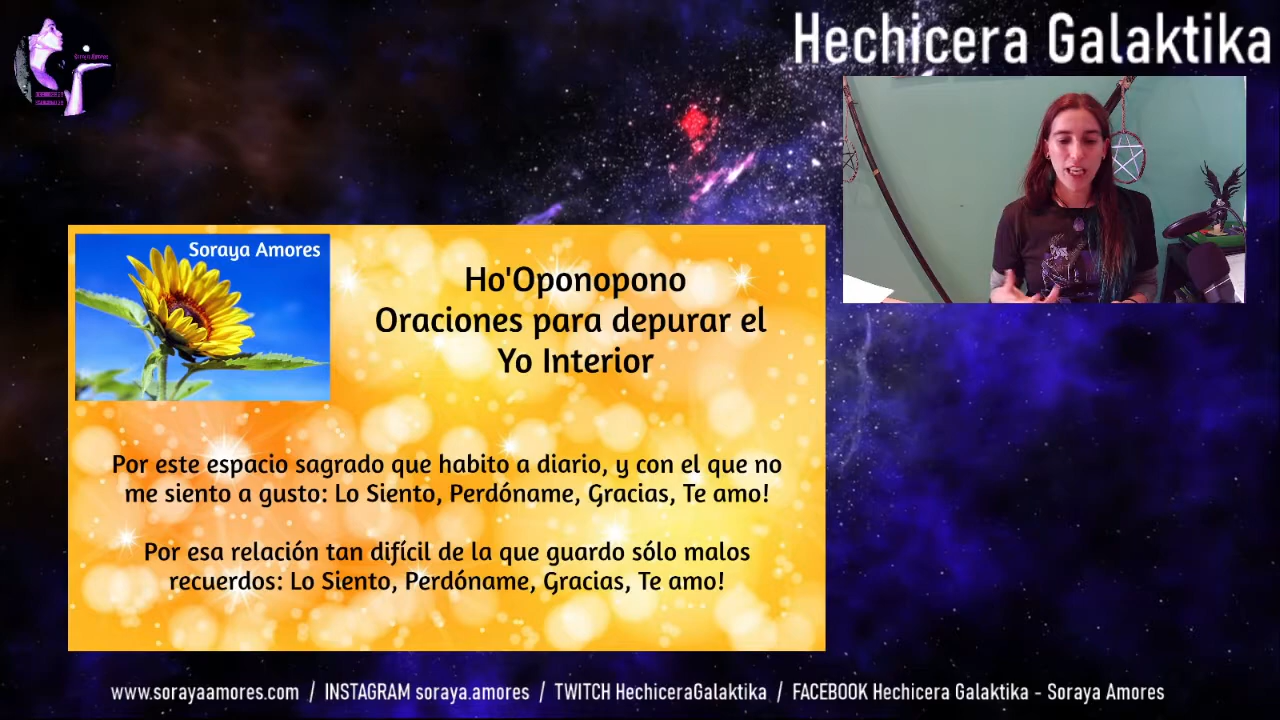 Hechicera Galaktika
Soraya Amores
Ho'Oponopono
Oraciones para depurar el
Yo Interior
Por este espacio sagrado que habito a diario, y con el que no
me siento a gusto: Lo Siento, Perdóname, Gracias, Te amo!
Por esa relación tan difícil de la que guardo sólo malos
recuerdos: Lo Siento, Perdóname, Gracias, Te amo!
www.sorayaamores.com / INSTAGRAM soraya.amores / TWITCH HechiceraGalaktika / FACEBOOK Hechicera Galaktika - Soraya Amores